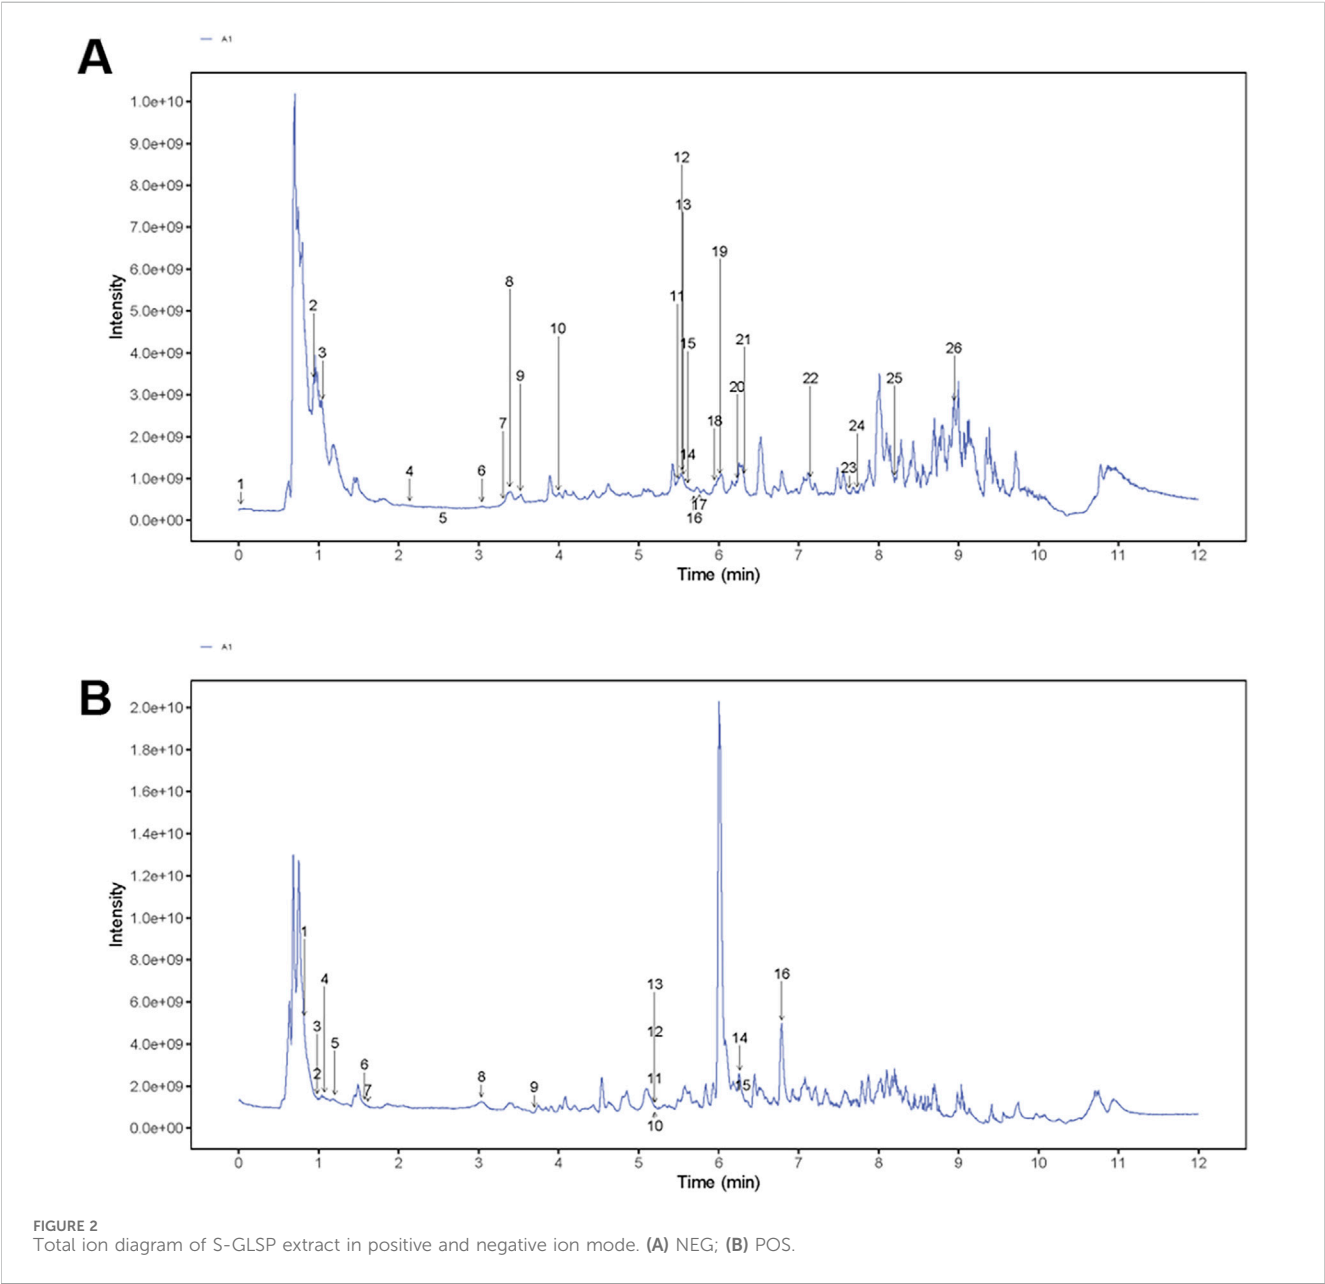 A1
A
1.0e+10
9.0e+09
8.0e+09
7.0e+09
6.0e+09
5.0e+09
4.0e+09
3.0e+09
2.0e+09
1.0e+09
0.0e+00
Intensity
1
2
3
4
5
6
7
8
9
10
11
12
13
14
15
16
17
18
19
20
21
22
23
24
25
26
0 1 2 3 4 5 6 7 8 9 10 11 12
Time (min)
A1
B
2.0e+10
1.8e+10
1.6e+10
1.4e+10
1.2e+10
1.0e+10
8.0e+09
6.0e+09
4.0e+09
2.0e+09
0.0e+00
Intensity
1
2
3
4
5
6
7
8
9
10
11
12
13
14
15
16
0 1 2 3 4 5 6 7 8 9 10 11 12
Time (min)
FIGURE 2
Total ion diagram of S-GLSP extract in positive and negative ion mode. (A) NEG; (B) POS.